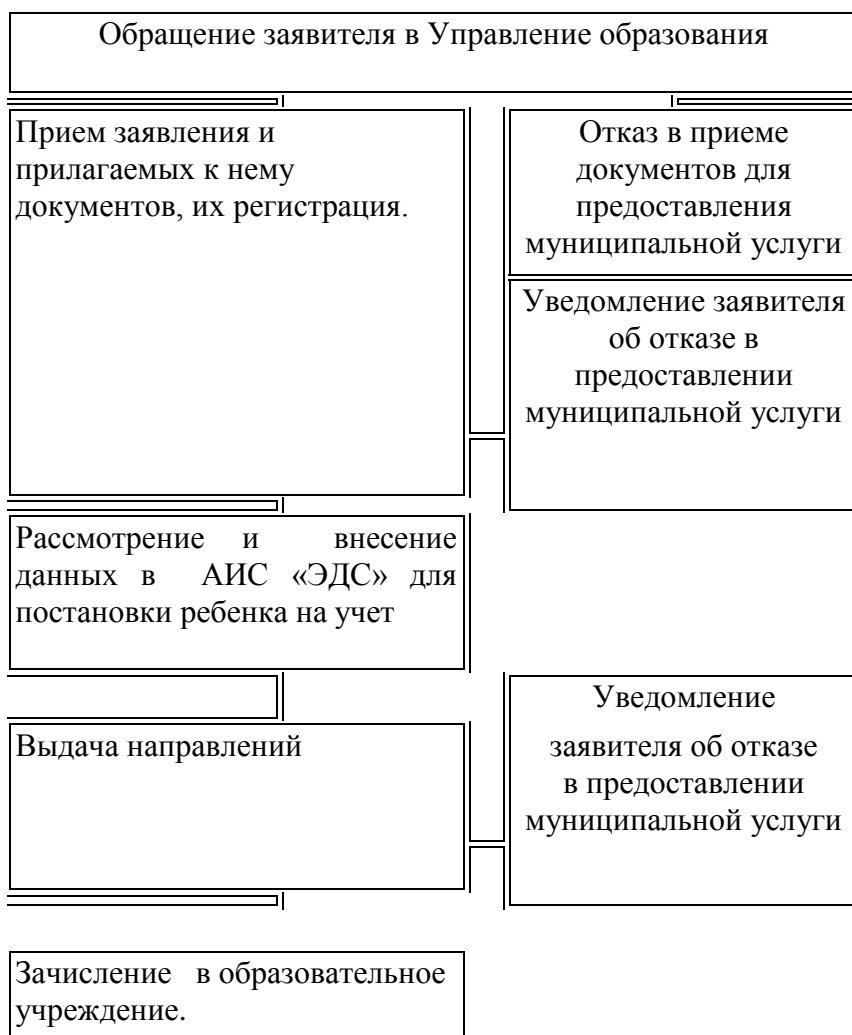 Обращение заявителя в Управление образования
Прием заявления и
прилагаемых к нему
документов, их регистрация.
Отказ в приеме
документов для
предоставления
муниципальной услуги
Уведомление заявителя
об отказе в
предоставлении
муниципальной услуги
Рассмотрение и внесение
данных в АИС «ЭДС» для
постановки ребенка на учет
Выдача направлений
Уведомление
заявителя об отказе
в предоставлении
муниципальной услуги
Зачисление в образовательное
учреждение.